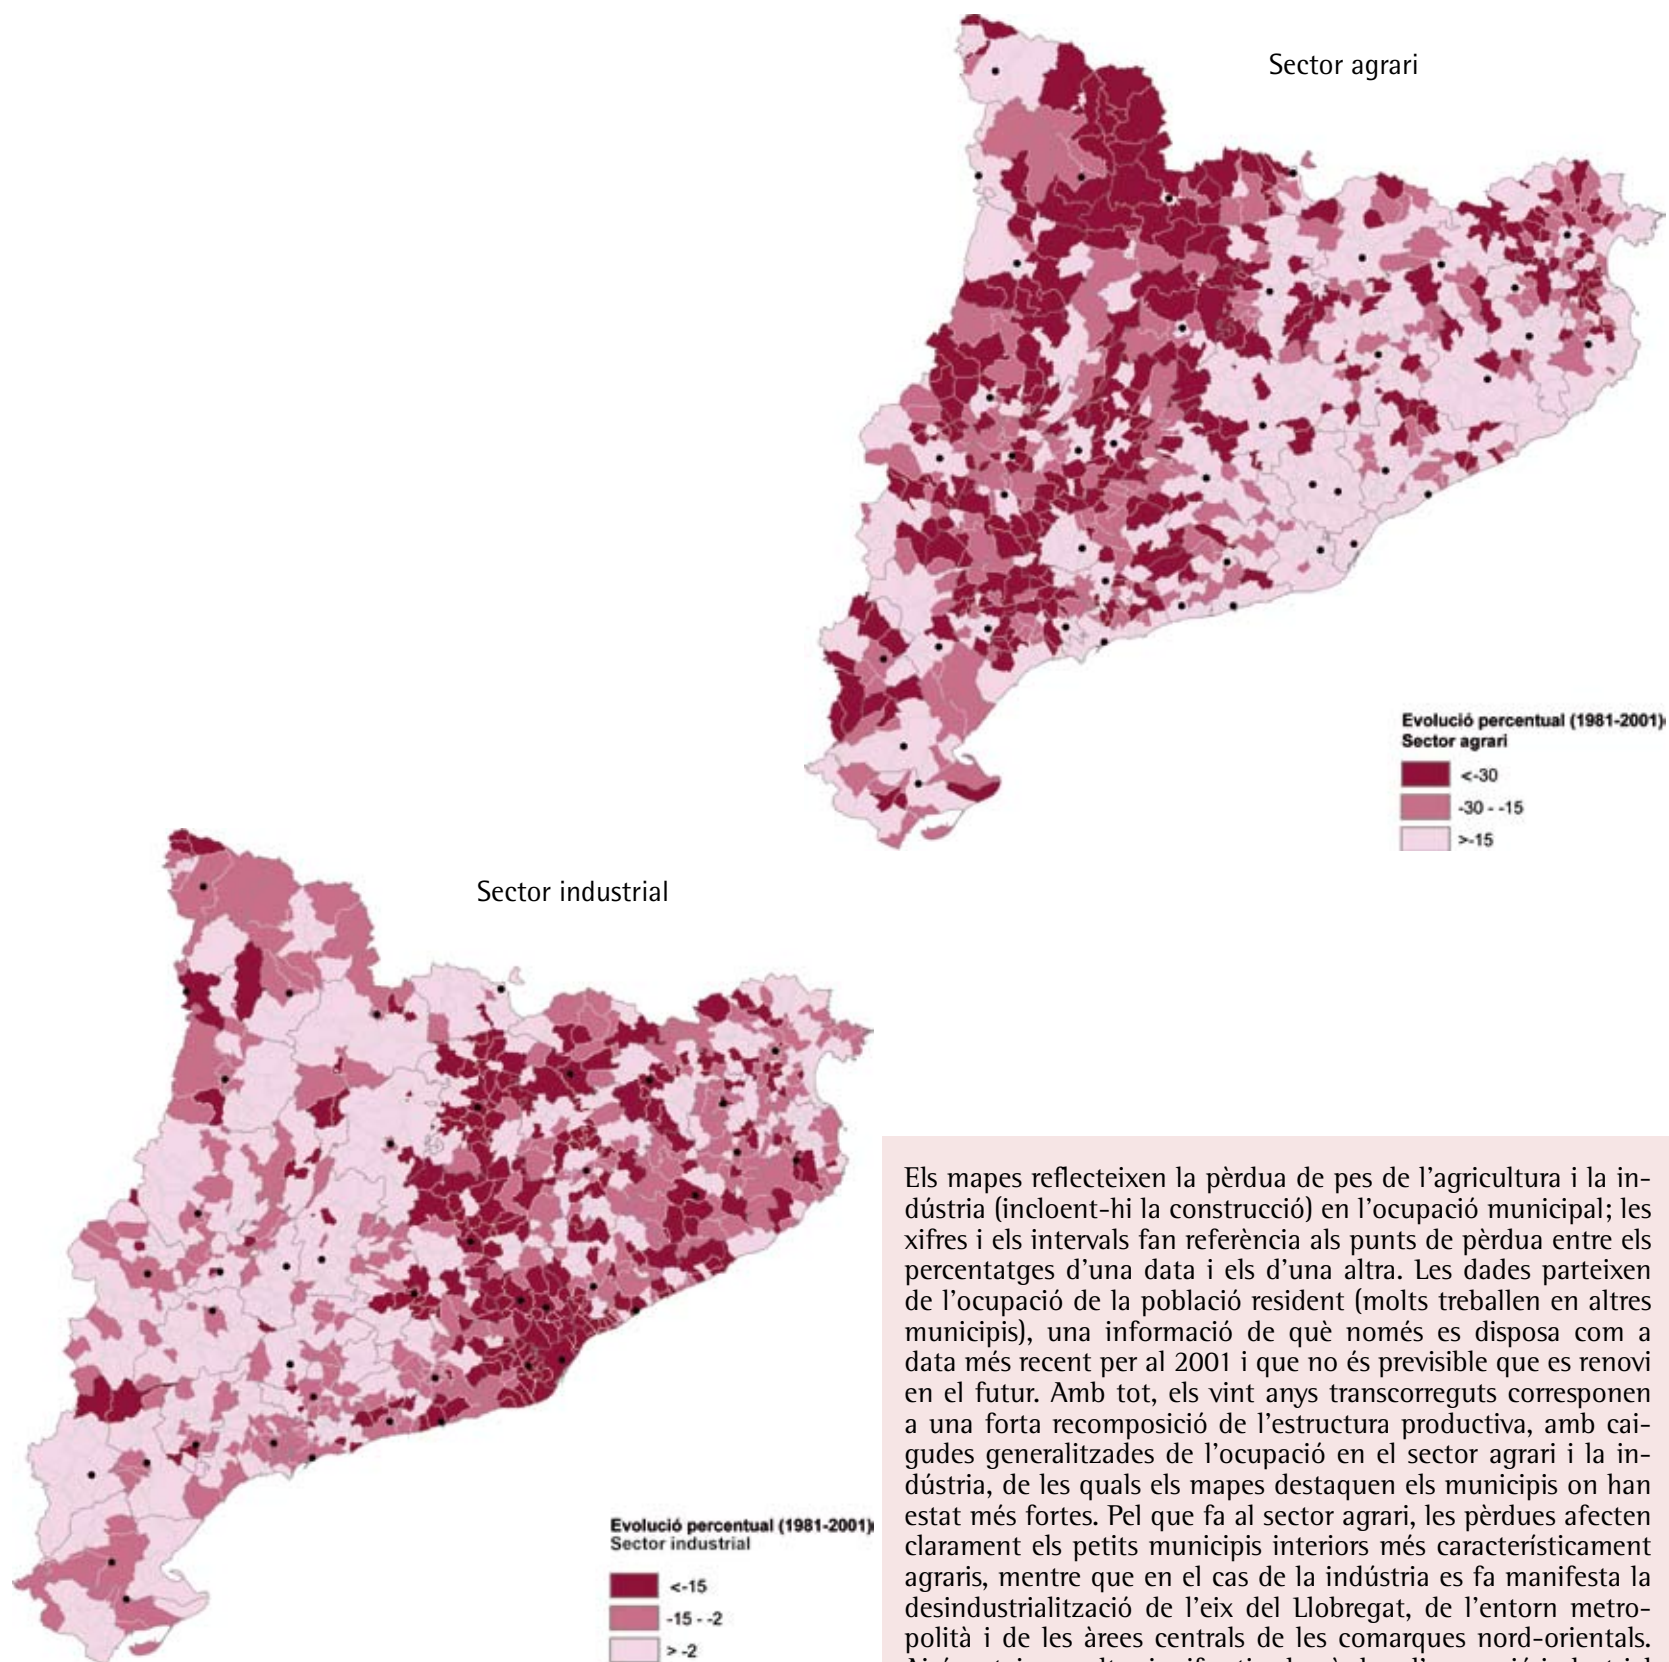 Sector agrari
Evolució percentual (1981-2001)
Sector agrari
<-30
-30 - -15
>-15
Sector industrial
Evolució percentual (1981-2001)
Sector industrial
<-15
-15 - -2
> -2
Els mapes reflecteixen la pèrdua de pes de l'agricultura i la in-
dústria (incloent-hi la construcció) en l'ocupació municipal; les
xifres i els intervals fan referència als punts de pèrdua entre els
percentatges d'una data i els d'una altra. Les dades parteixen
de l'ocupació de la població resident (molts treballen en altres
municipis), una informació de què només es disposa com a
data més recent per al 2001 i que no és previsible que es renovi
en el futur. Amb tot, els vint anys transcorreguts corresponen
a una forta recomposició de l'estructura productiva, amb cai-
gudes generalitzades de l'ocupació en el sector agrari i la in-
dústria, de les quals els mapes destaquen els municipis on han
estat més fortes. Pel que fa al sector agrari, les pèrdues afecten
clarament els petits municipis interiors més característicament
agraris, mentre que en el cas de la indústria es fa manifesta la
desindustrialització de l'eix del Llobregat, de l'entorn metro-
polità i de les àrees centrals de les comarques nord-orientals.